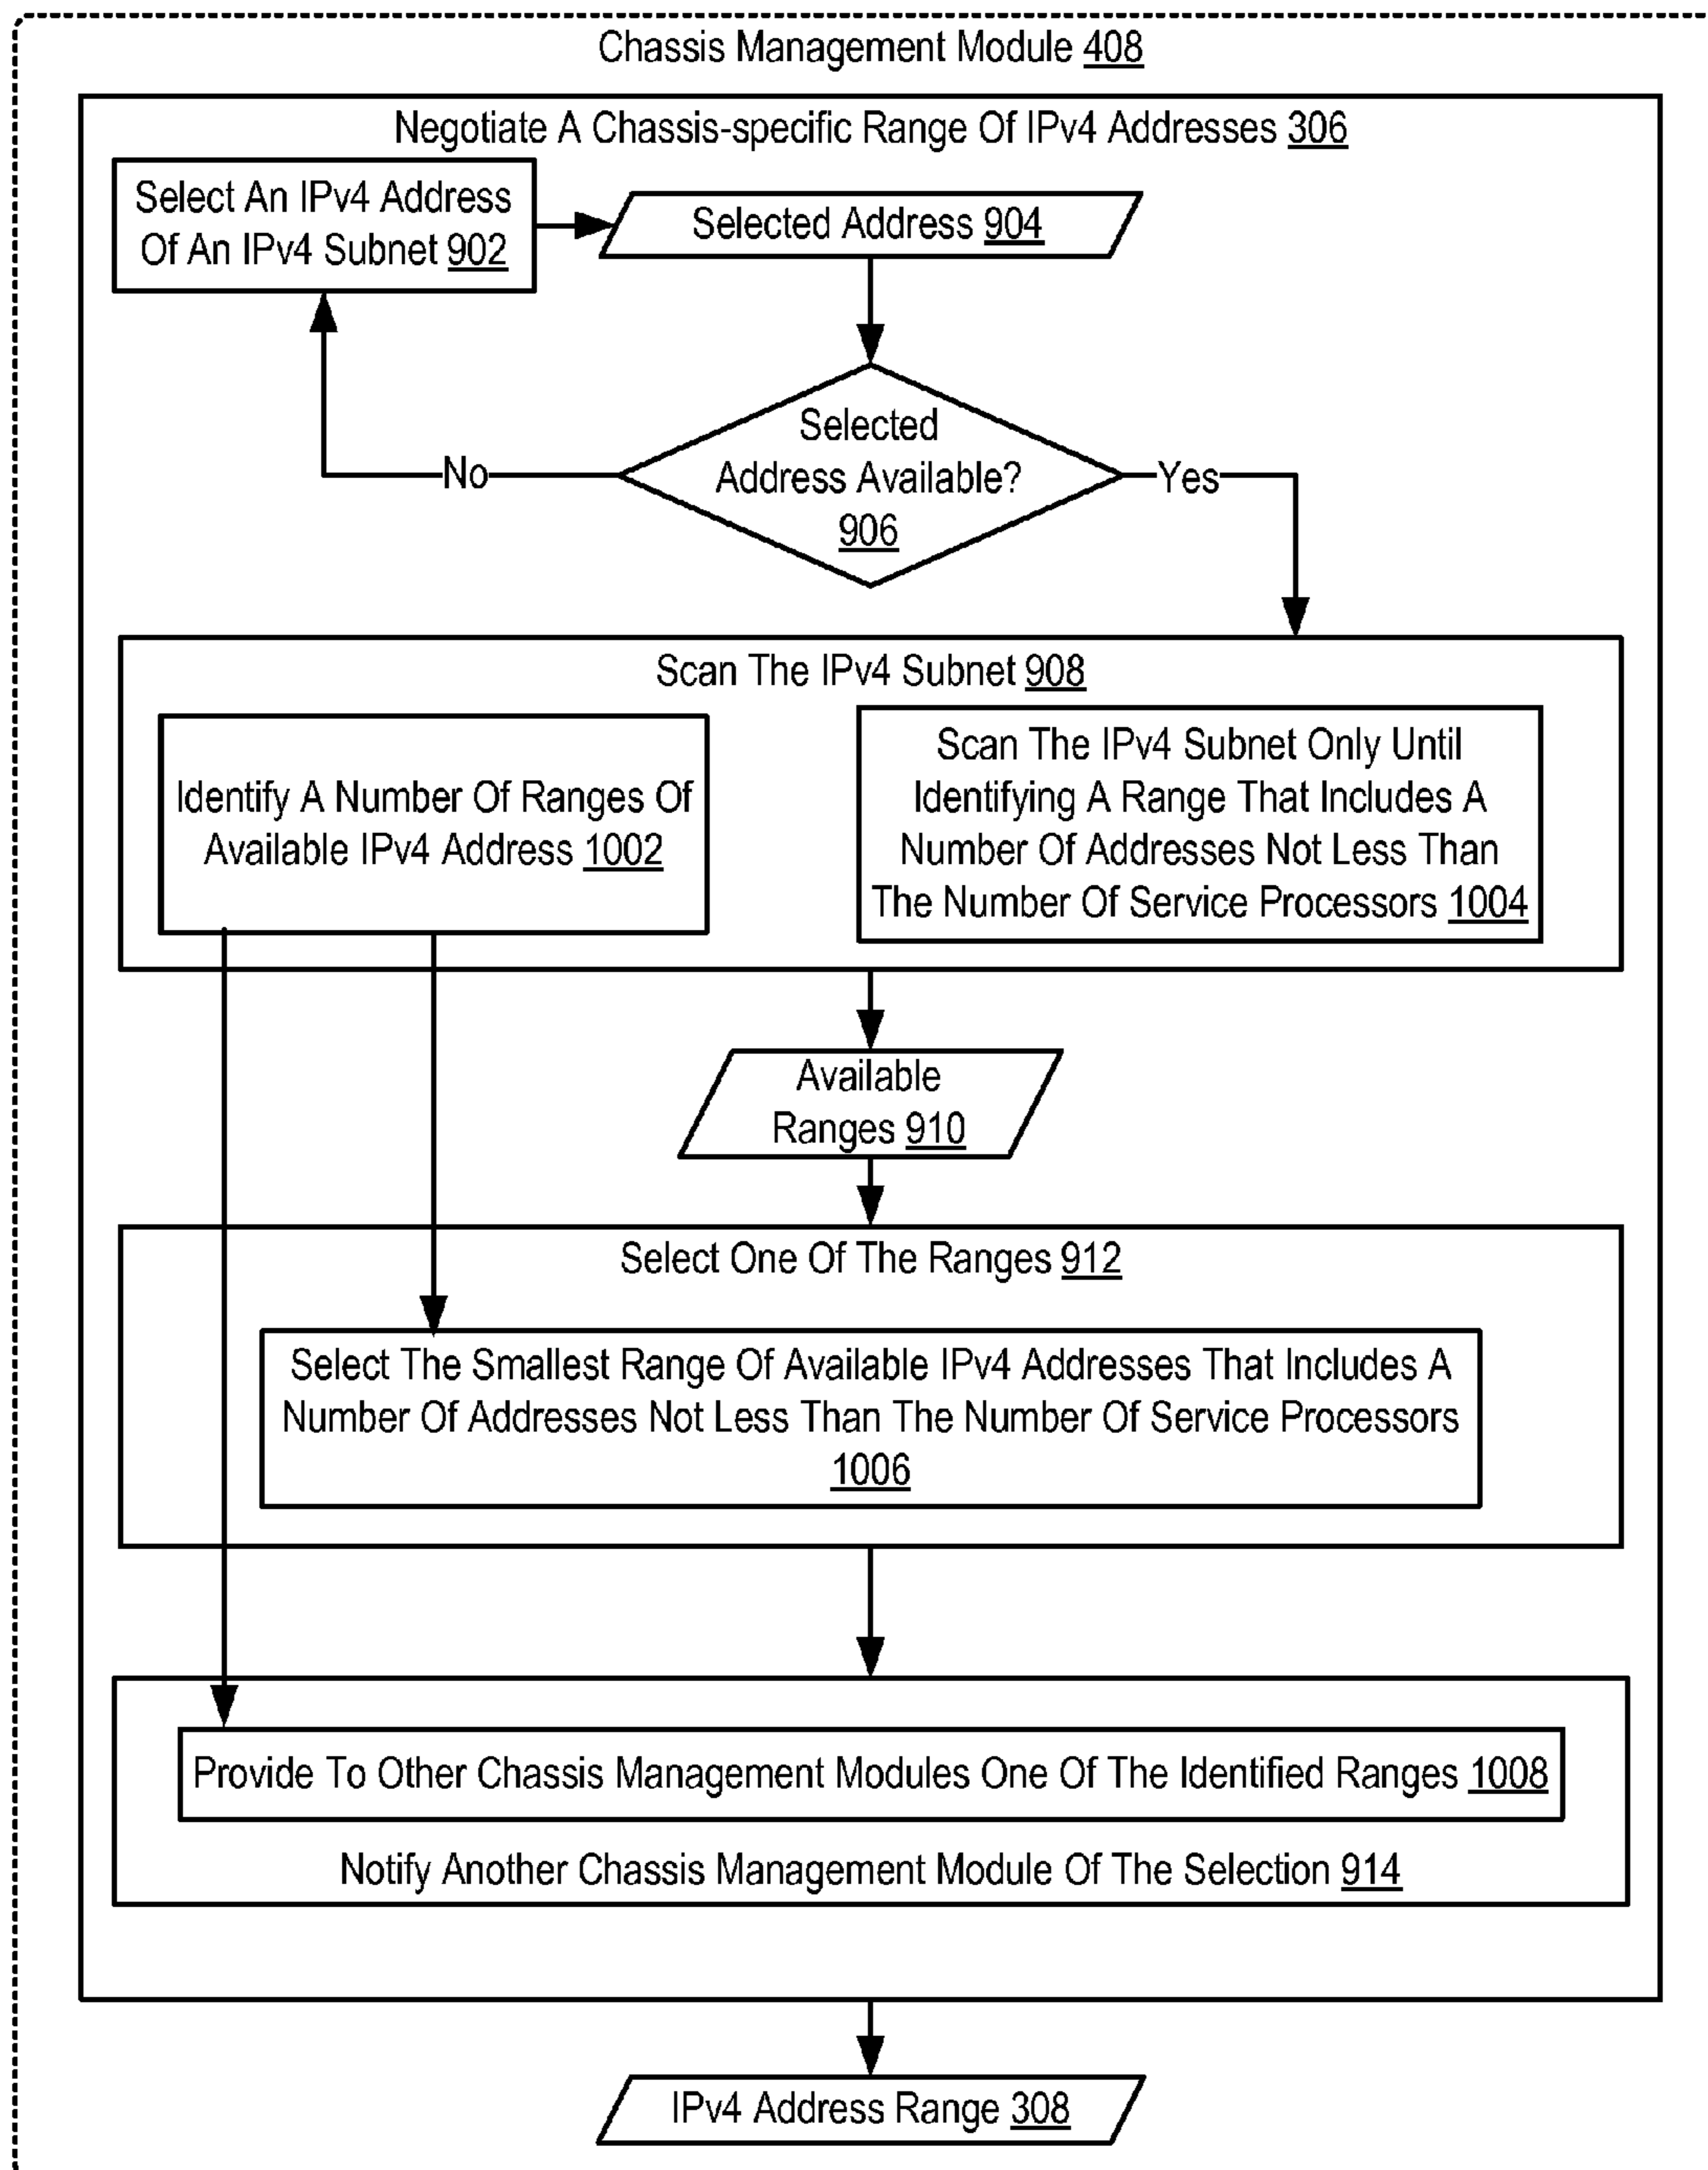 Chassis Management Module 408
Negotiate A Chassis-specific Range Of IPv4 Addresses 306
Select An IPv4 Address
Of An IPv4 Subnet 902
Selected Address 904
Selected
Address Available?
906
No
Yes
Scan The IPv4 Subnet 908
Identify A Number Of Ranges Of
Available IPv4 Address 1002
Scan The IPv4 Subnet Only Until
Identifying A Range That Includes A
Number Of Addresses Not Less Than
The Number Of Service Processors 1004
Available
Ranges 910
Select One Of The Ranges 912
Select The Smallest Range Of Available IPv4 Addresses That Includes A
Number Of Addresses Not Less Than The Number Of Service Processors
1006
Provide To Other Chassis Management Modules One Of The Identified Ranges 1008
Notify Another Chassis Management Module Of The Selection 914
IPv4 Address Range 308